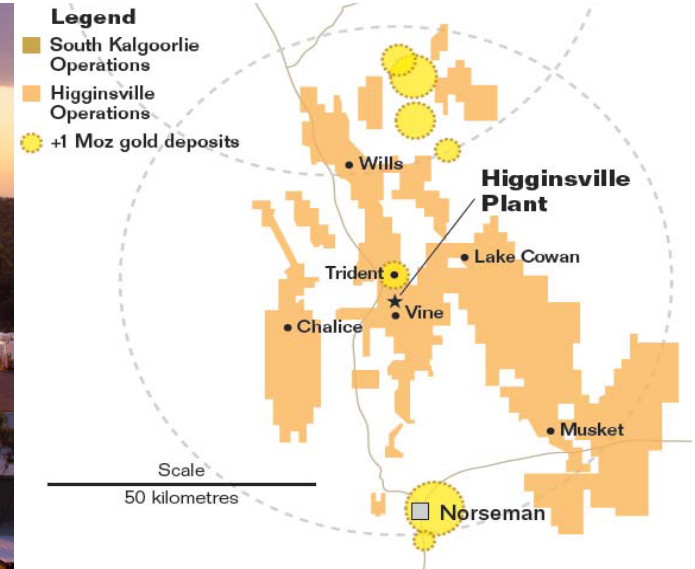 Legend
South Kalgoorlie
Operations
Higginsville
Operations
+1 Moz gold deposits
Wills
Higginsville
Plant
Lake Cowan
Trident
Vine
Chalice
Musket
Scale
50 kilometres
Norseman